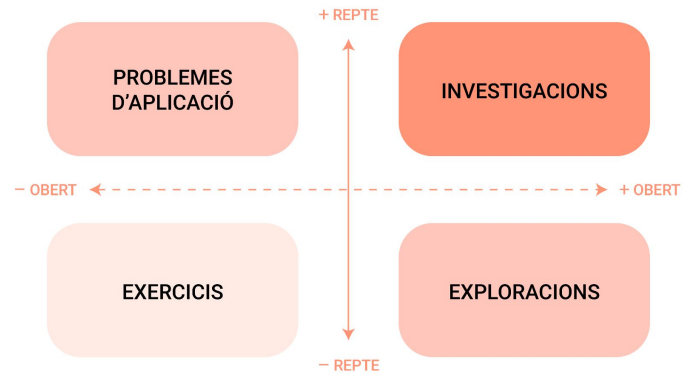 + REPTE
PROBLEMES
D'APLICACIÓ
INVESTIGACIONS
− OBERT
+ OBERT
EXERCICIS
EXPLORACIONS
− REPTE